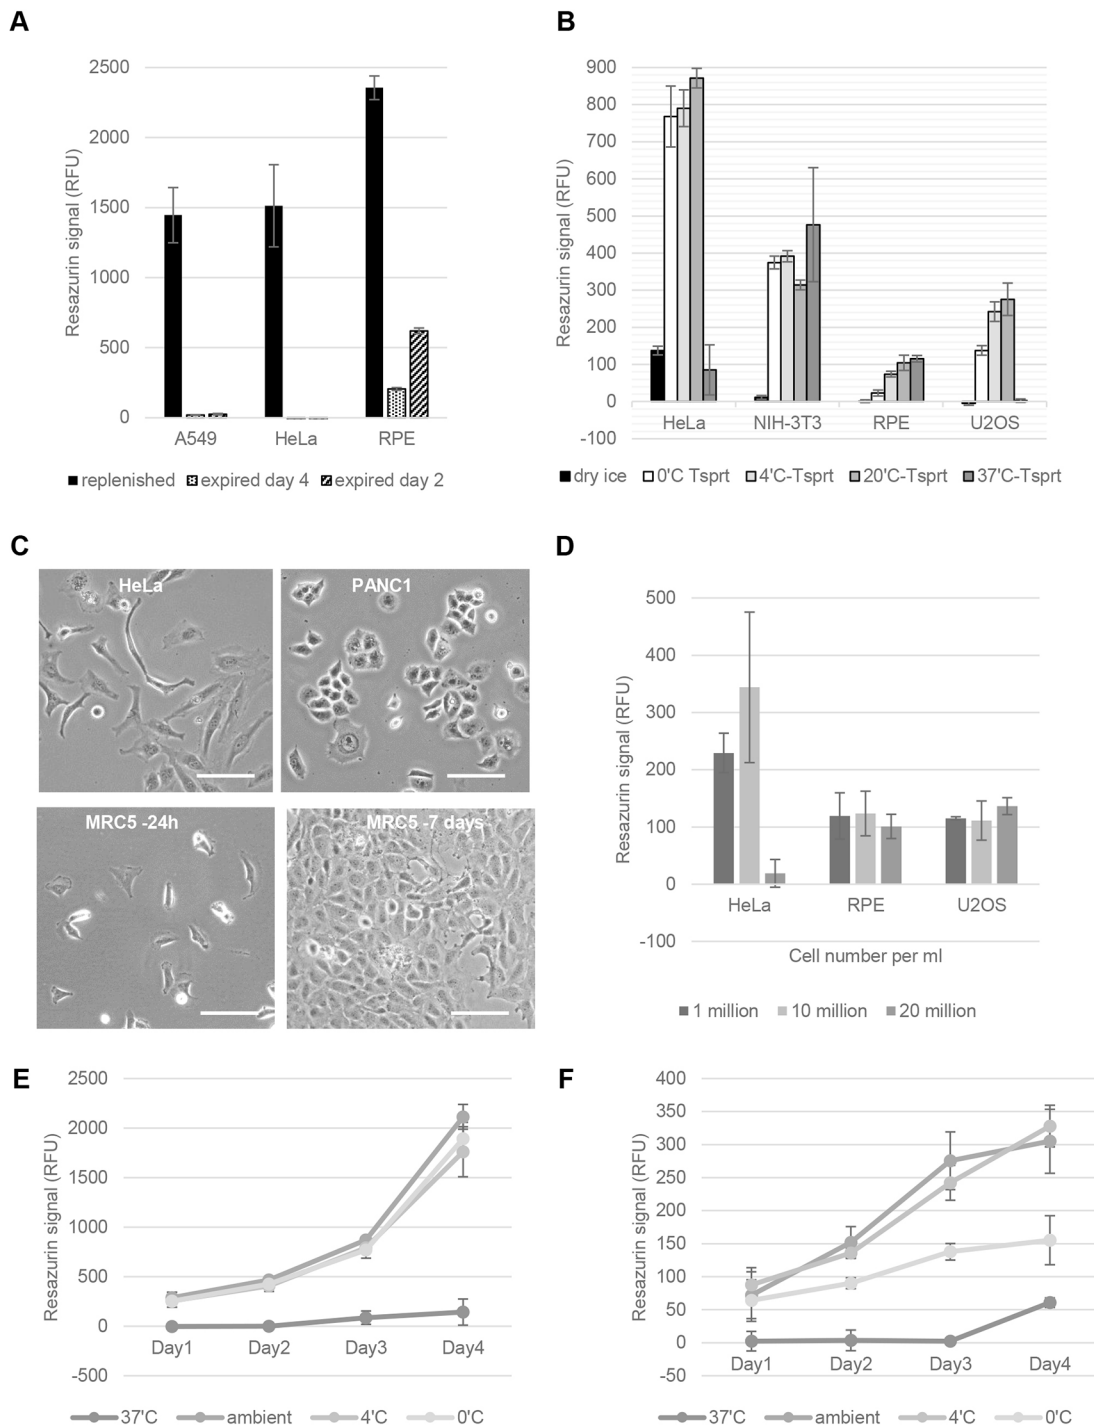 A
2500
2000
1500
1000
500
0
Resazurin signal (RFU)
A549 HeLa RPE
replenished expired day 4 expired day 2
B
900
800
700
600
500
400
300
200
100
0
-100
Resazurin signal (RFU)
HeLa NIH-3T3 RPE U2OS
dry ice 0'C Tsprt 4'C-Tsprt 20'C-Tsprt 37'C-Tsprt
C
HeLa
PANC1
MRC5 -24h
MRC5 -7 days
D
500
400
300
200
100
0
-100
Resazurin signal (RFU)
HeLa RPE U2OS
Cell number per ml
1 million 10 million 20 million
E
2500
2000
1500
1000
500
0
-500
Resazurin signal (RFU)
Day1 Day2 Day3 Day4
37'C ambient 4'C 0'C
F
400
350
300
250
200
150
100
50
0
-50
Resazurin signal (RFU)
Day1 Day2 Day3 Day4
37'C ambient 4'C 0'C